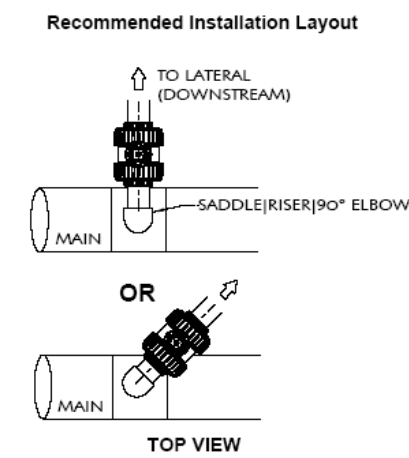 Recommended Installation Layout
TO LATERAL
(DOWNSTREAM)
SADDLE|RISER|90° ELBOW
MAIN
OR
MAIN
TOP VIEW